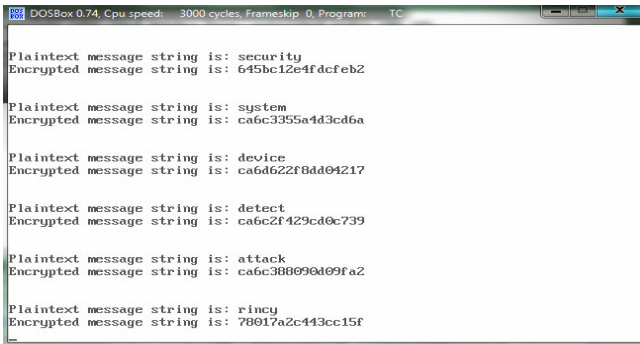 DOS
BOX
DOSBox 0.74, Cpu speed: 3000 cycles, Frameskip 0, Program: TC
Plaintext message string is: security
Encrypted message string is: 645bc12e4fdcfeb2
Plaintext message string is: system
Encrypted message string is: ca6c3355a4d3cd6a
Plaintext message string is: device
Encrypted message string is: ca6d622f8dd04217
Plaintext message string is: detect
Encrypted message string is: ca6c2f429cd0c739
Plaintext message string is: attack
Encrypted message string is: ca6c388090d09fa2
Plaintext message string is: rincy
Encrypted message string is: 78017a2c443cc15f